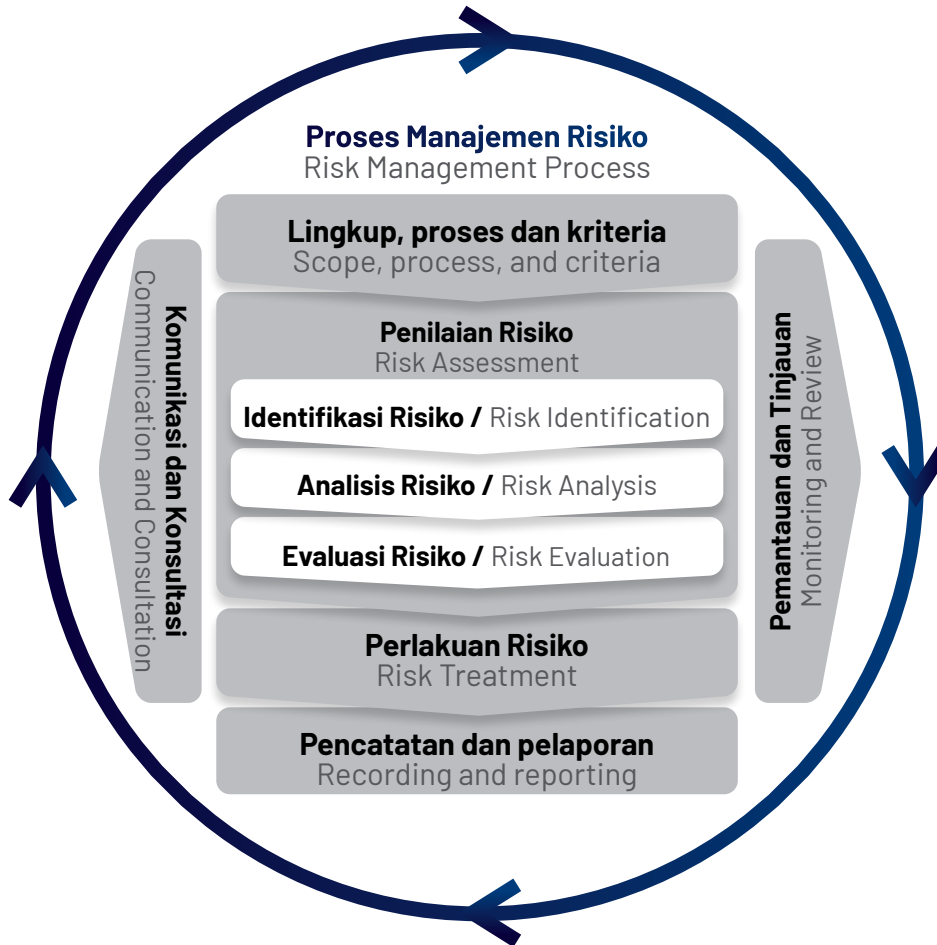 Proses Manajemen Risiko
Risk Management Process
Lingkup, proses dan kriteria
Scope, process, and criteria
Komunikasi dan Konsultasi
Communication and Consultation
Penilaian Risiko
Risk Assessment
Identifikasi Risiko / Risk Identification
Analisis Risiko / Risk Analysis
Evaluasi Risiko / Risk Evaluation
Perlakuan Risiko
Risk Treatment
Pencatatan dan pelaporan
Recording and reporting
Pemantauan dan Tinjauan
Monitoring and Review